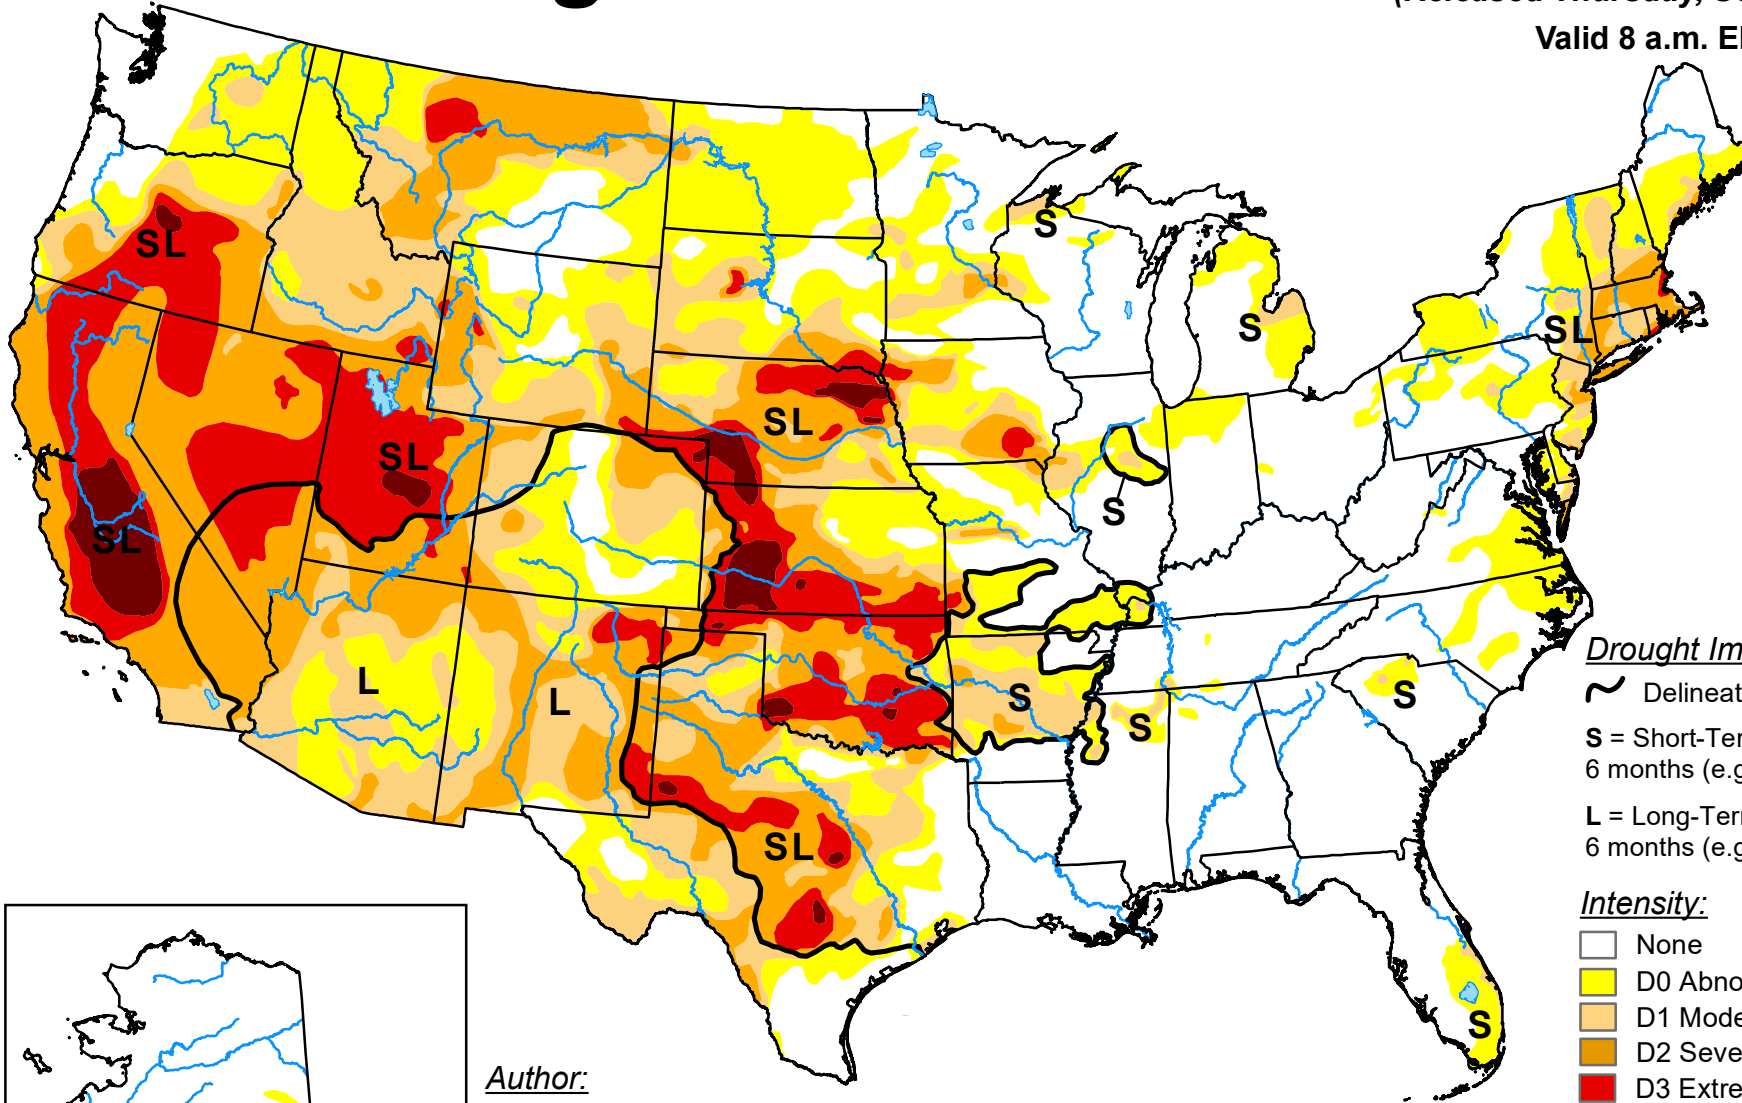 Valid 8 a.m.
S
SL
S
SL
SL
SL
SL
S
L
L
S
S
S
SL
S
Drought
Delineat
S = Short-Ter
6 months (e.g
L = Long-Ter
6 months (e.g
Intensity:
None
D0 Abno
D1 Mode
D2 Seve
D3 Extre
Author: